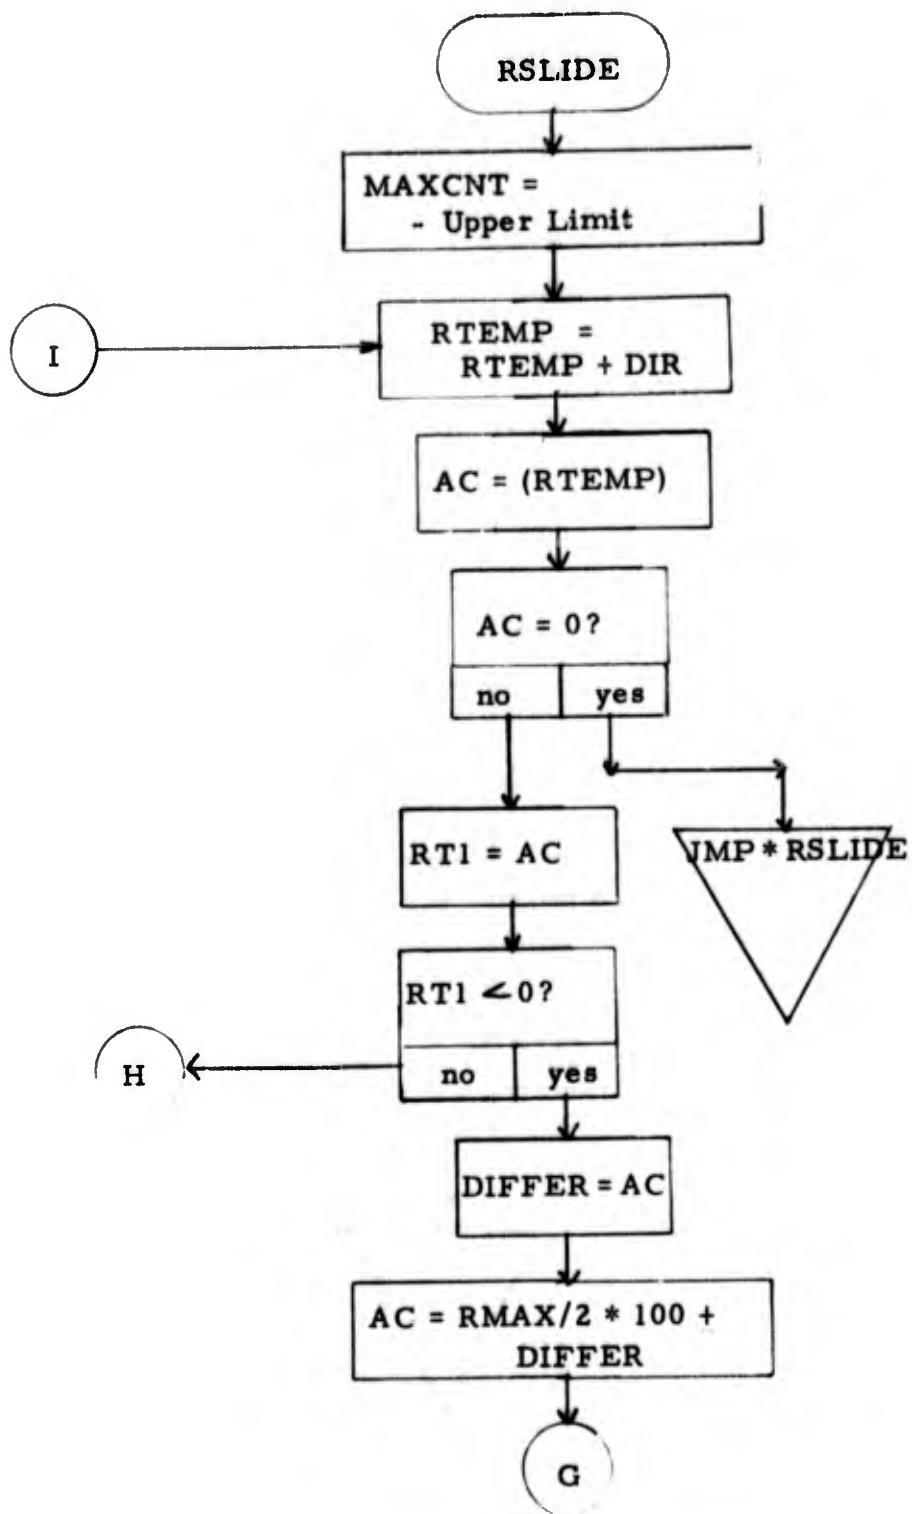 RSLIDE
MAXCNT =
- Upper Limit
I
RTEMP =
RTEMP + DIR
AC = (RTEMP)
AC = 0?
no yes
RT1 = AC
JMP * RSLIDE
RT1 < 0?
no yes
H
DIFFER = AC
AC = RMAX/2 * 100 +
DIFFER
G